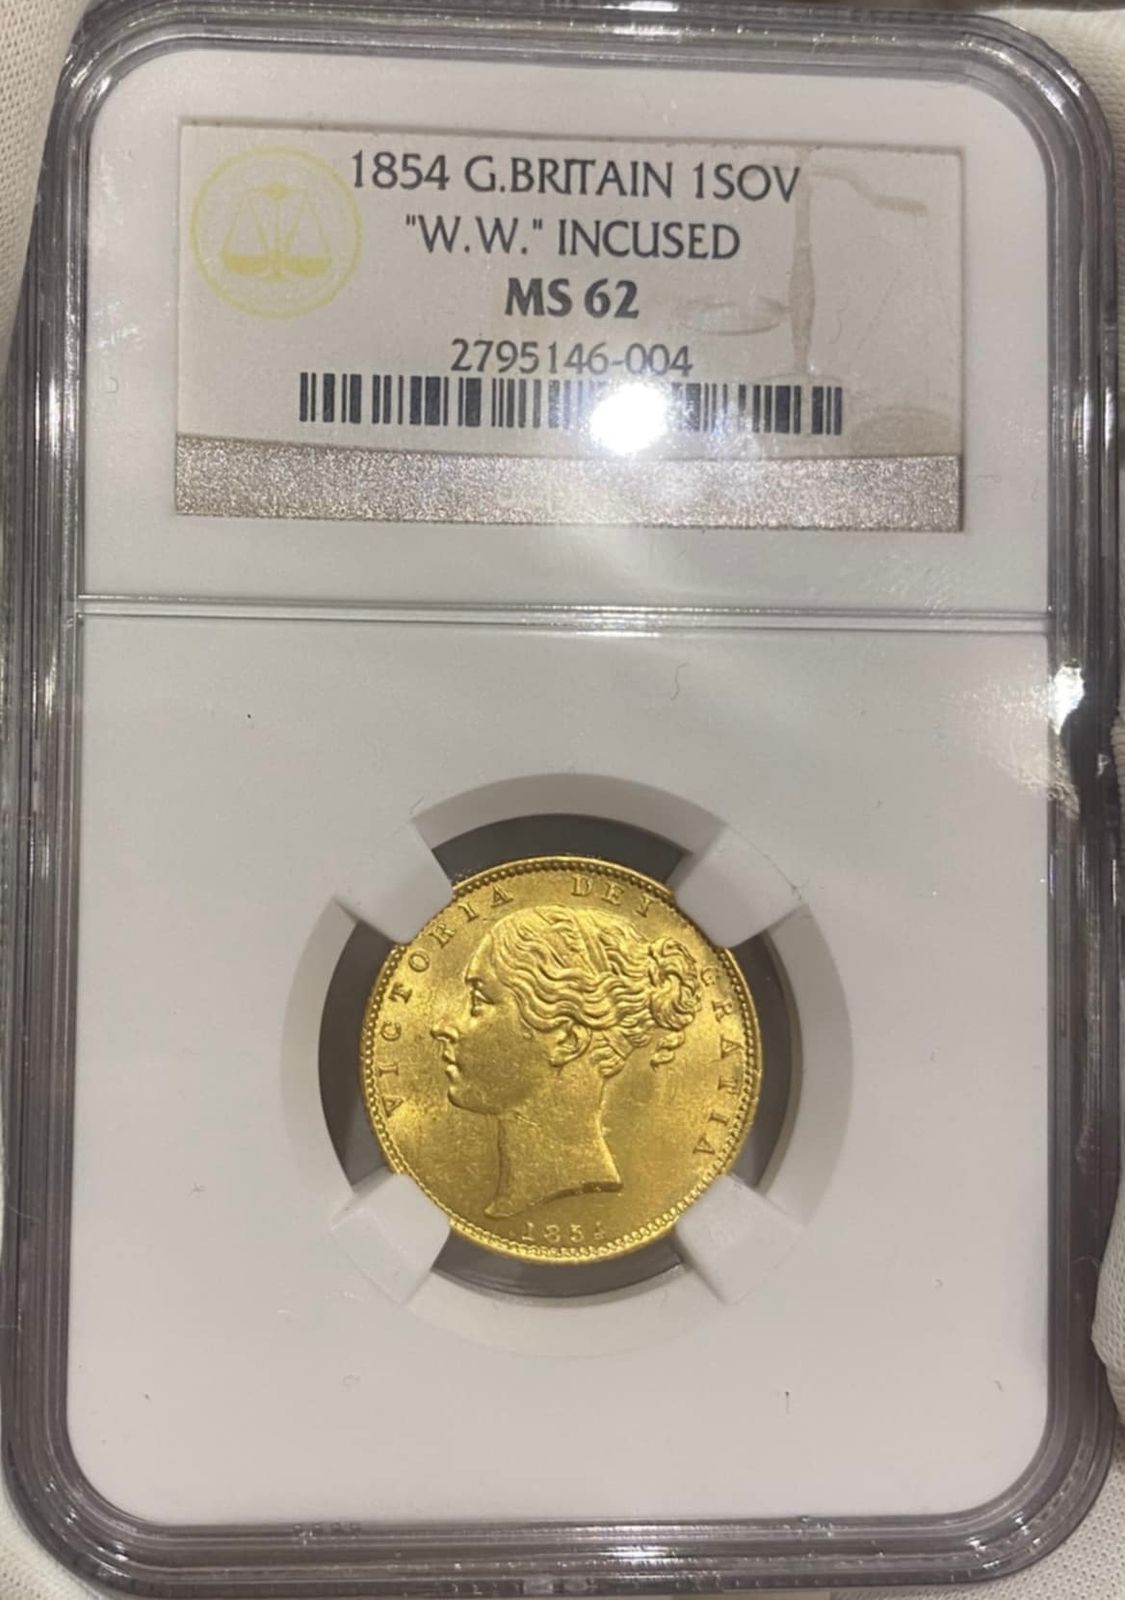 1854 G.BRITAIN 1SOV
"W.W." INCUSED
MS 62
2795146-004
VICTORIA DEI GRATIA
1854